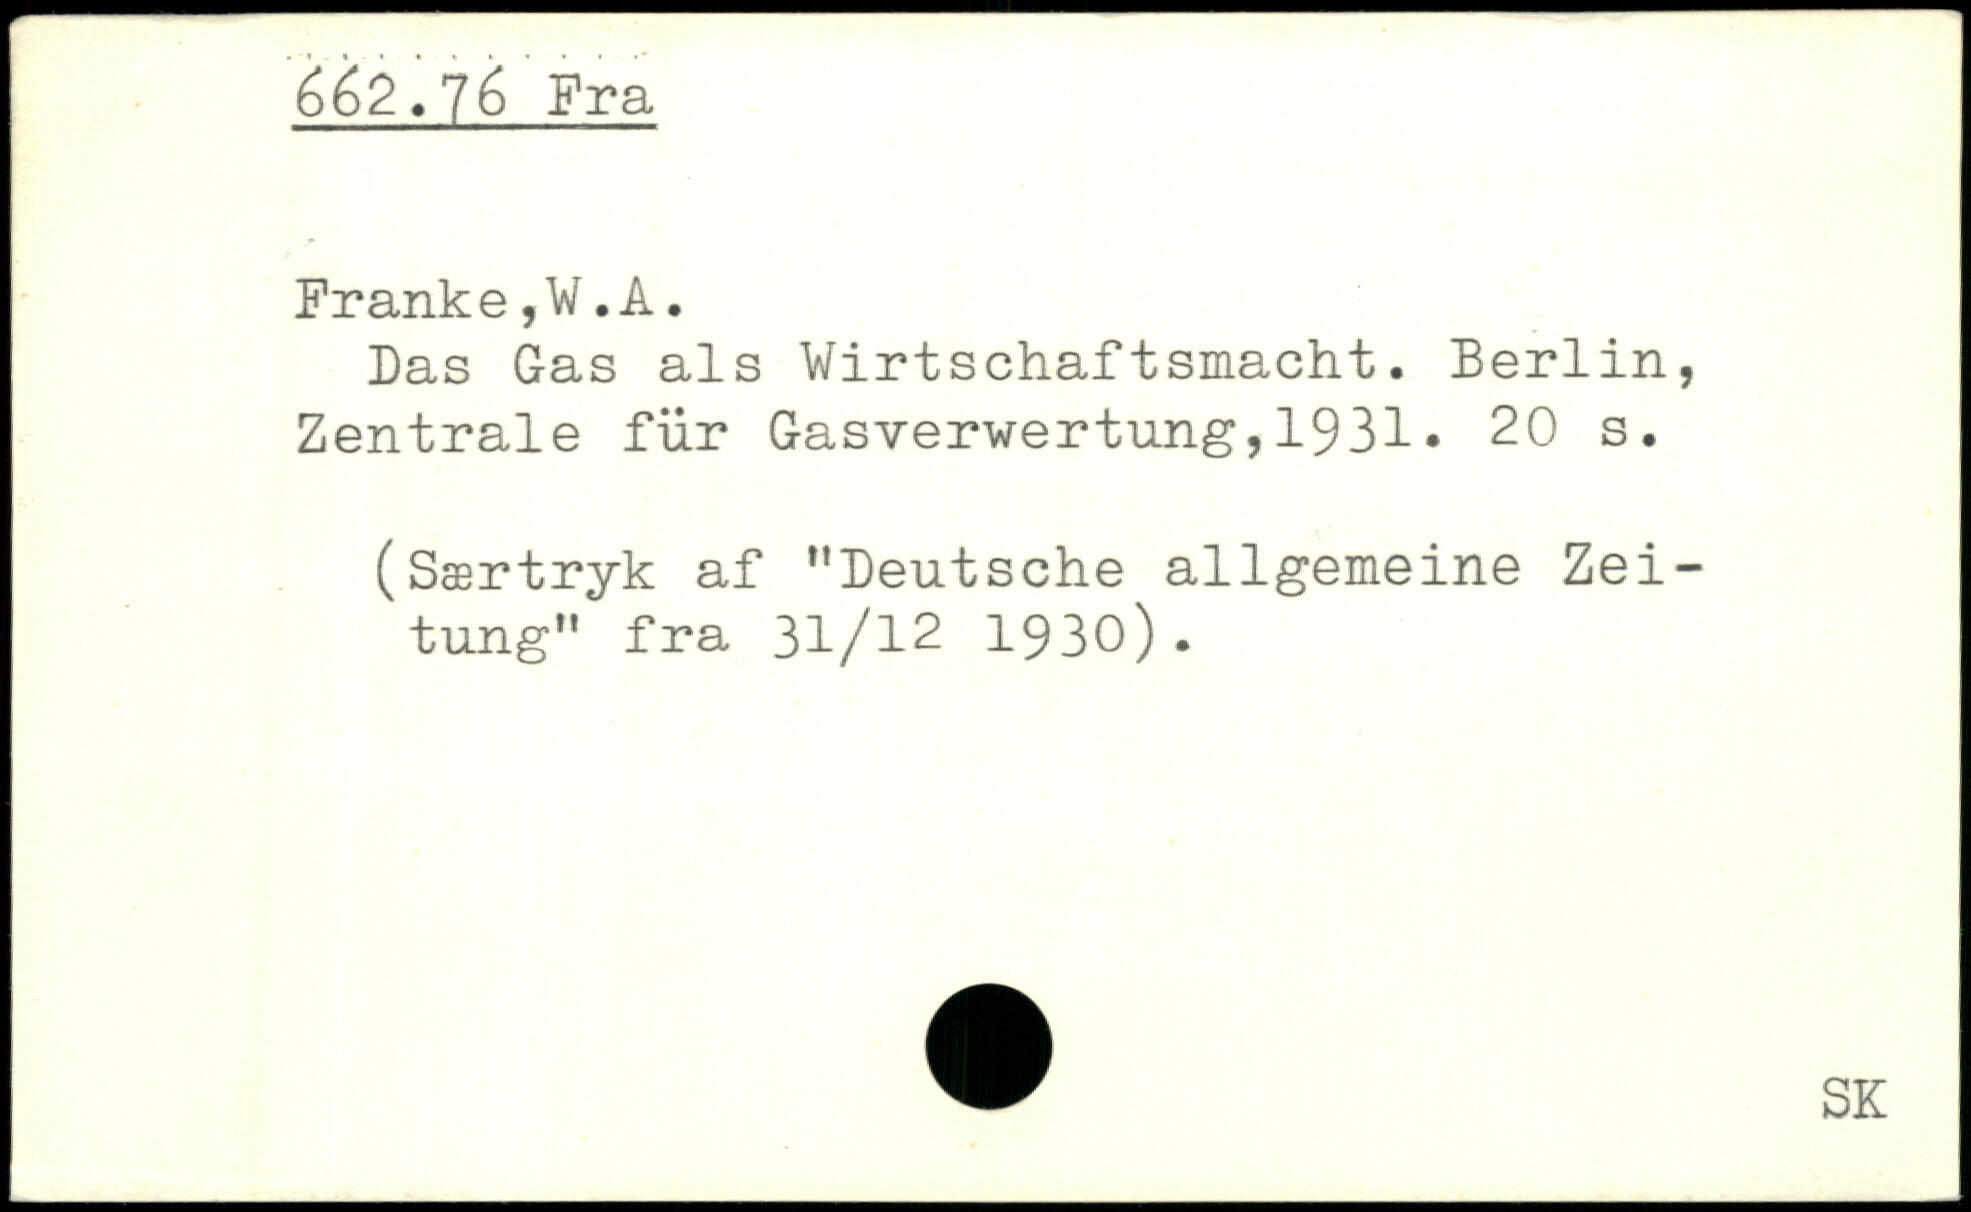 662.76 Fra
Franke,W.A.
Das Gas als Wirtschaftsmacht. Berlin,
Zentrale für Gasverwertung,1931. 20 s.
(Særtryk af "Deutsche allgemeine Zei-
tung" fra 31/12 1930).
SK